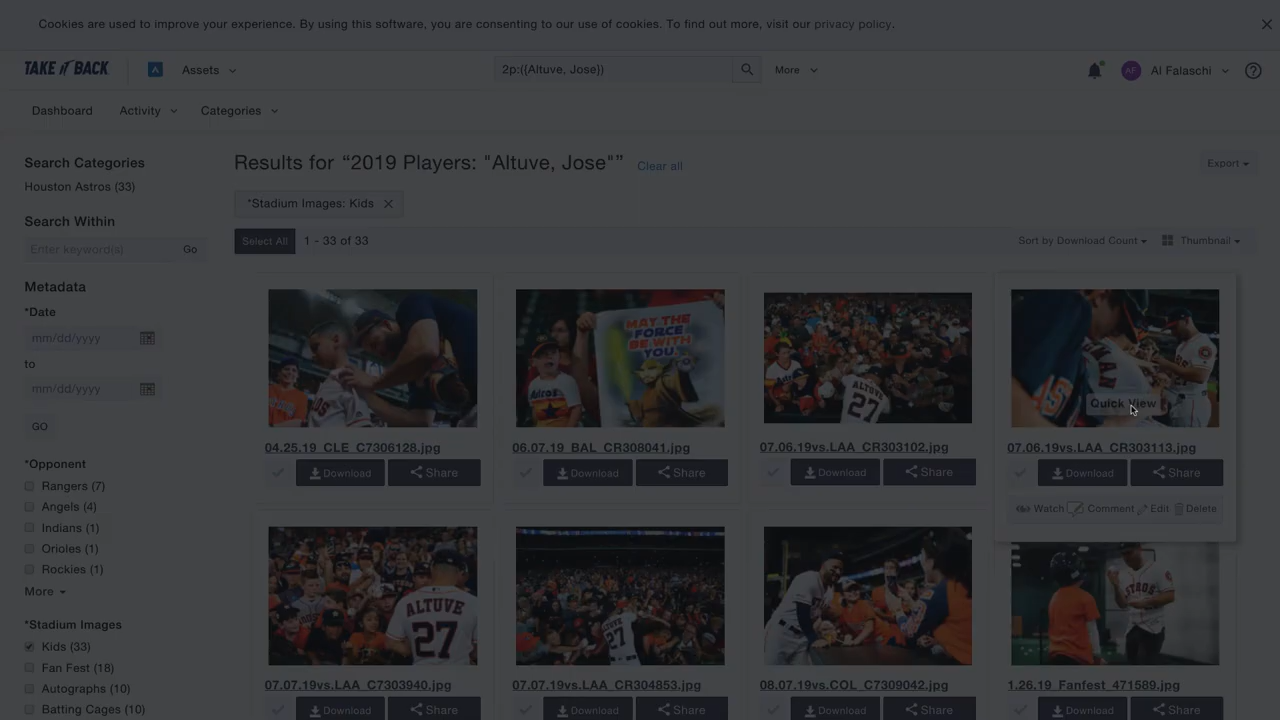 Cookies are used to improve your experience. By using this software, you are consenting to our use of cookies. To find out more, visit our privacy policy.
TAKE IT BACK
Assets
2p:({Altuve, Jose})
More
AF
Al Falaschi
Dashboard
Activity
Categories
Search Categories
Houston Astros (33)
Search Within
Enter keyword(s)
Go
Metadata
*Date
mm/dd/yyyy
to
mm/dd/yyyy
GO
*Opponent
Rangers (7)
Angels (4)
Indians (1)
Orioles (1)
Rockies (1)
More
*Stadium Images
Kids (33)
Fan Fest (18)
Autographs (10)
Batting Cages (10)
Results for “2019 Players: "Altuve, Jose"”
Clear all
Export
*Stadium Images: Kids
Select All
1 - 33 of 33
Sort by Download Count
Thumbnail
MAY THE
FORCE
BE WITH
YOU.
Astros
ALTUVE
27
Quick View
04.25.19_CLE_C7306128.jpg
Download
Share
06.07.19_BAL_CR308041.jpg
Download
Share
07.06.19vs.LAA_CR303102.jpg
Download
Share
07.06.19vs.LAA_CR303113.jpg
Download
Share
Watch
Comment
Edit
Delete
ALTUVE
27
ALTUVE
27
07.07.19vs.LAA_C7303940.jpg
Download
Share
07.07.19vs.LAA_CR304853.jpg
Download
Share
08.07.19vs.COL_C7309042.jpg
Download
Share
1.26.19_Fanfest_471589.jpg
Download
Share